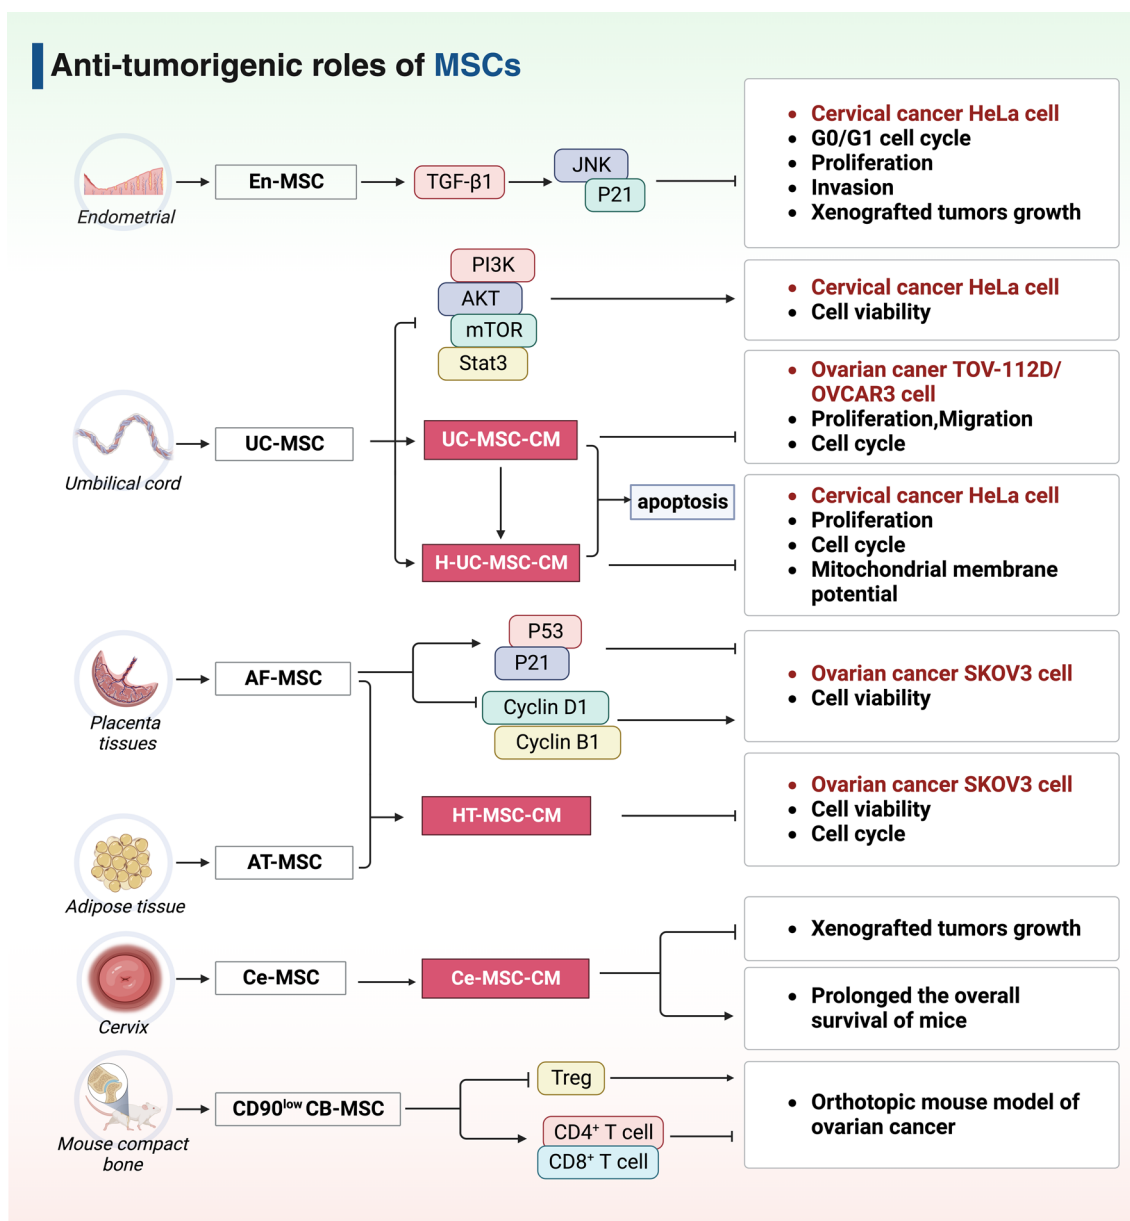 Anti-tumorigenic roles of MSCs
Endometrial
En-MSC
TGF-β1
JNK
P21
• Cervical cancer HeLa cell
• G0/G1 cell cycle
• Proliferation
• Invasion
• Xenografted tumors growth
PI3K
AKT
mTOR
Stat3
• Cervical cancer HeLa cell
• Cell viability
Umbilical cord
UC-MSC
UC-MSC-CM
• Ovarian caner TOV-112D/
OVCAR3 cell
• Proliferation,Migration
• Cell cycle
apoptosis
H-UC-MSC-CM
• Cervical cancer HeLa cell
• Proliferation
• Cell cycle
• Mitochondrial membrane
potential
Placenta
tissues
AF-MSC
P53
P21
Cyclin D1
Cyclin B1
• Ovarian cancer SKOV3 cell
• Cell viability
HT-MSC-CM
• Ovarian cancer SKOV3 cell
• Cell viability
• Cell cycle
Adipose tissue
AT-MSC
Cervix
Ce-MSC
Ce-MSC-CM
• Xenografted tumors growth
• Prolonged the overall
survival of mice
Mouse compact
bone
CD90low CB-MSC
Treg
CD4+ T cell
CD8+ T cell
• Orthotopic mouse model of
ovarian cancer